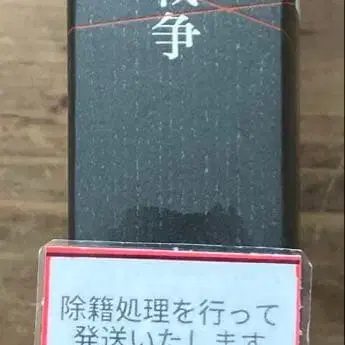 争
除籍処理を行って
発送いたします